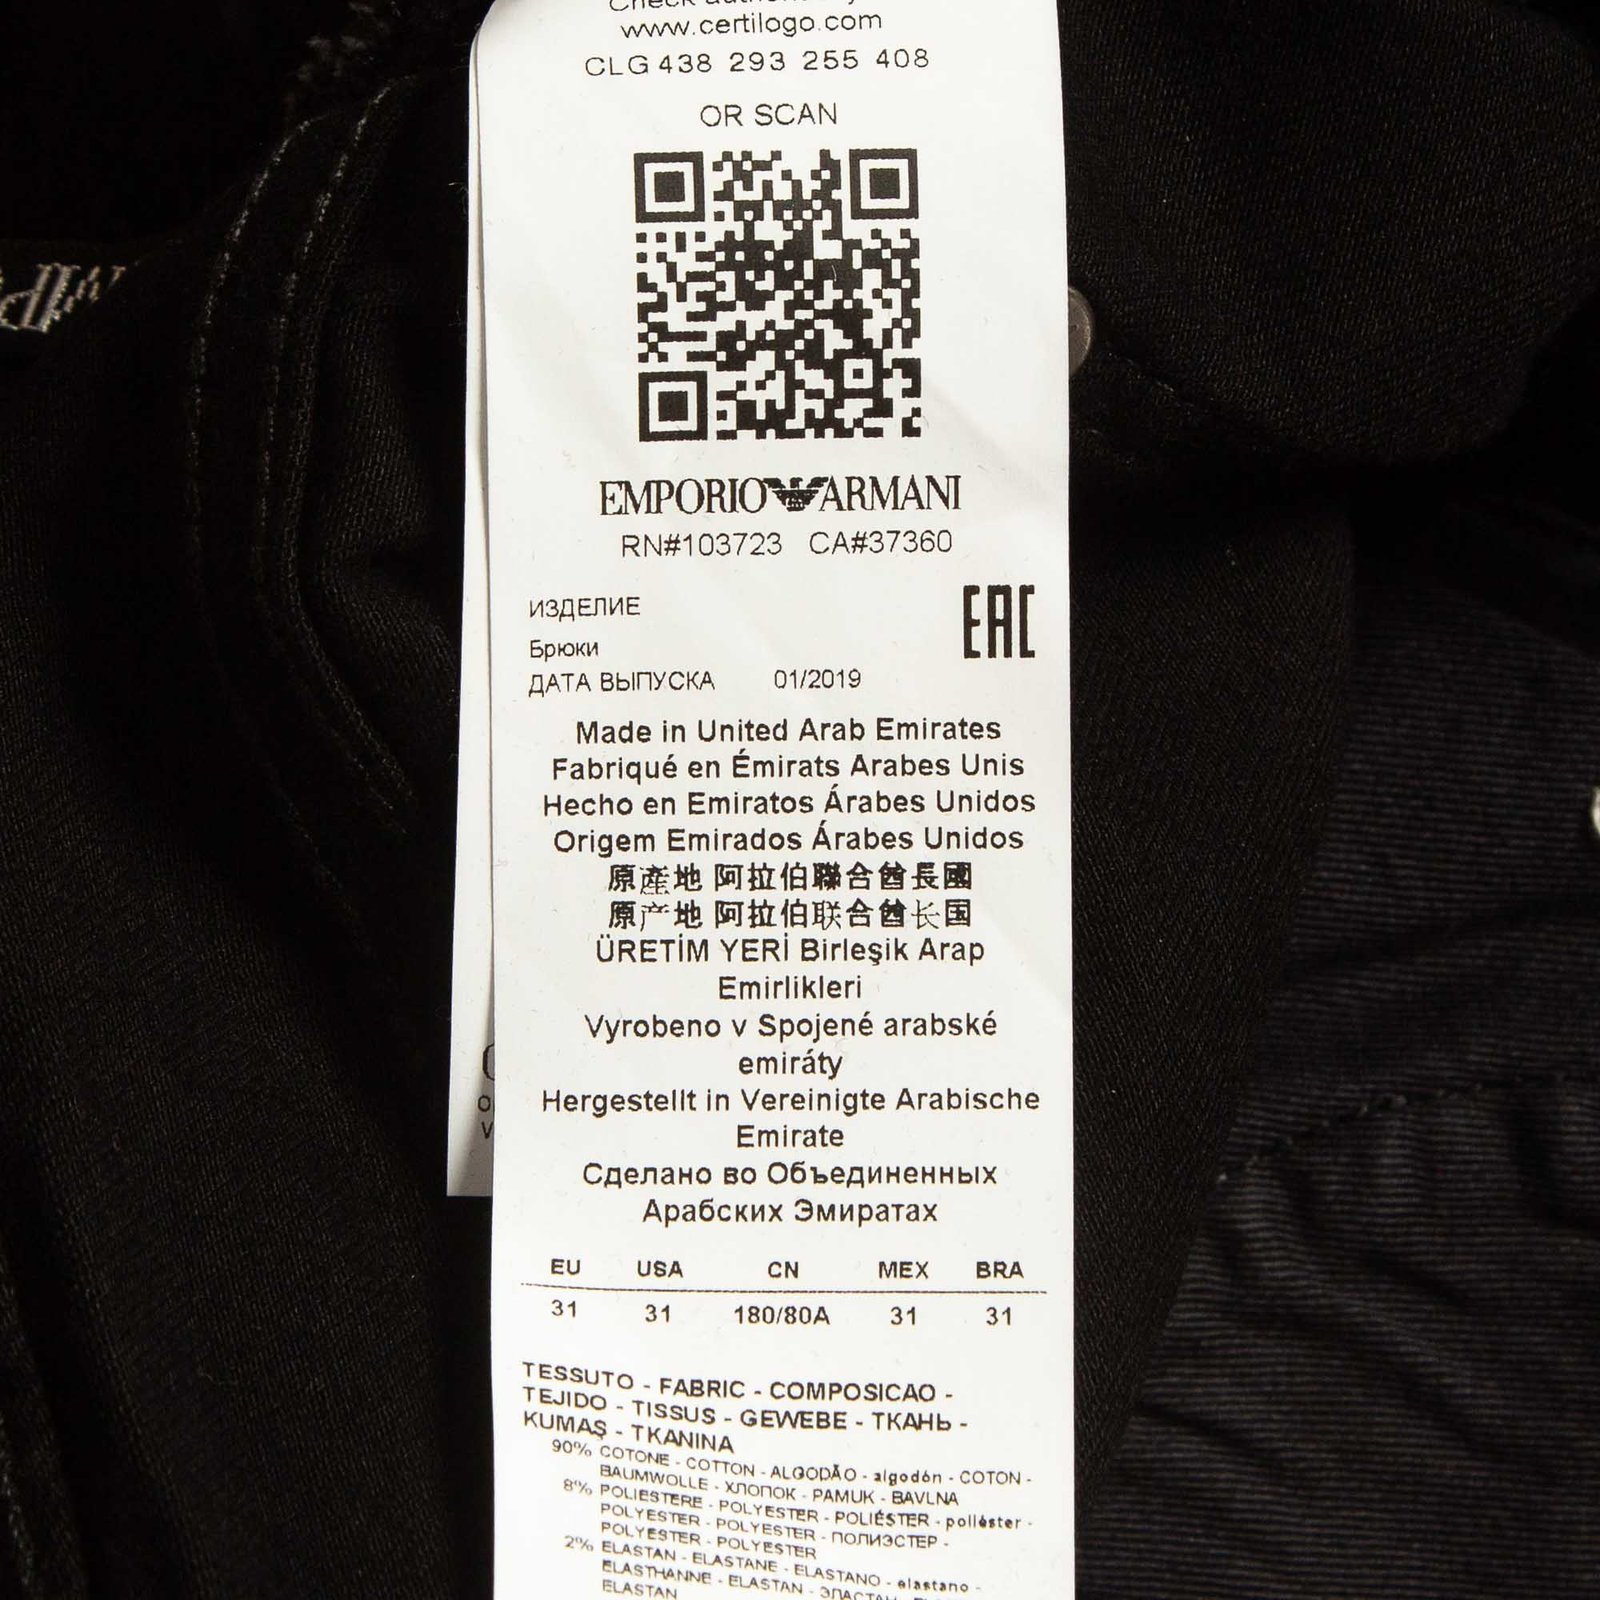 www.certilogo.com
CLG 438 293 255 408
OR SCAN
EMPORIO ARMANI
RN#103723 CA#37360
ИЗДЕЛИЕ
EAC
Брюки
ДАТА ВЫПУСКА 01/2019
Made in United Arab Emirates
Fabriqué en Émirats Arabes Unis
Hecho en Emiratos Árabes Unidos
Origem Emirados Árabes Unidos
原產地 阿拉伯聯合酋長國
原产地 阿拉伯联合酋长国
ÜRETİM YERİ Birleşik Arap
Emirlikleri
Vyrobeno v Spojené arabské
emiráty
Hergestellt in Vereinigte Arabische
Emirate
Сделано во Объединенных
Арабских Эмиратах
EU USA CN MEX BRA
31 31 180/80A 31 31
TESSUTO - FABRIC - COMPOSICAO -
TEJIDO - TISSUS - GEWEBE - ТКАНЬ -
KUMAŞ - TKANINA
90% COTONE - COTTON - ALGODÃO - algodón - COTON -
BAUMWOLLE - ХЛОПОК - PAMUK - BAVLNA
8% POLIESTERE - POLYESTER - POLIÉSTER - poliéster -
POLYESTER - POLYESTER - ПОЛИЭСТЕР -
POLYESTER - POLYESTER
2% ELASTAN - ELASTANE - ELASTANO - elastano -
ELASTHANNE - ELASTAN -
ELASTAN